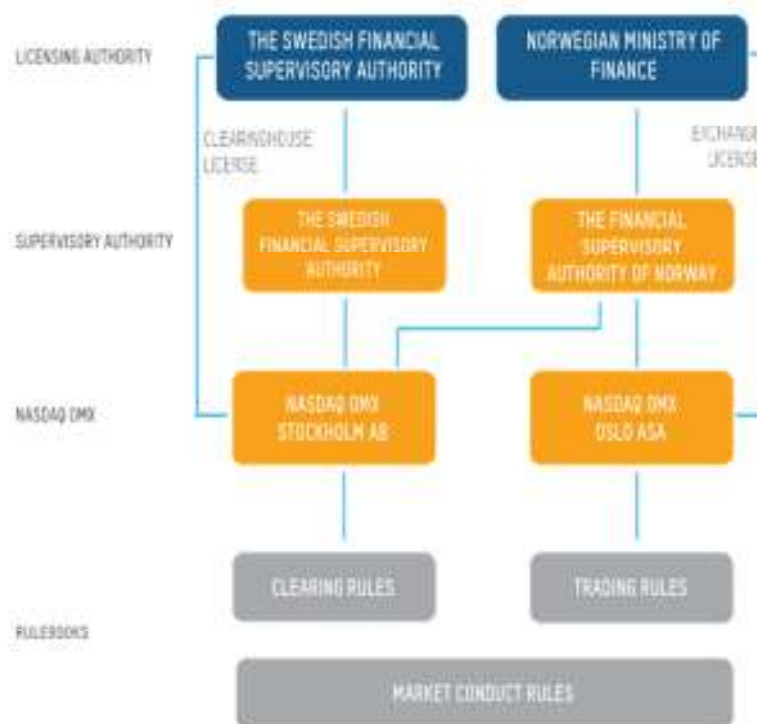 LICENSING AUTHORITY
THE SWEDISH FINANCIAL
SUPERVISORY AUTHORITY
NORWEGIAN MINISTRY OF
FINANCE
CLEARINGHOUSE
LICENSE
EXCHANGE
LICENSE
SUPERVISORY AUTHORITY
THE SWEDISH
FINANCIAL SUPERVISORY
AUTHORITY
THE FINANCIAL
SUPERVISORY
AUTHORITY OF NORWAY
NASDAQ OMX
NASDAQ OMX
STOCKHOLM AB
NASDAQ OMX
OSLO ASA
CLEARING RULES
TRADING RULES
RULEBOOKS
MARKET CONDUCT RULES